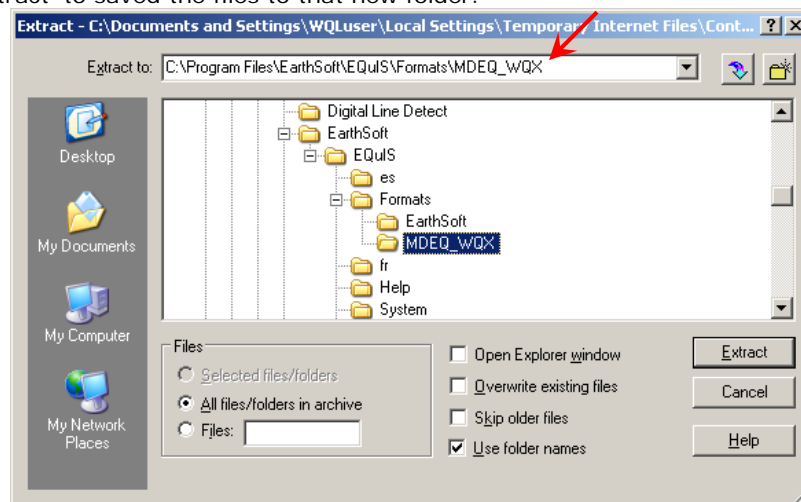 tract" to saved the files to that new folder.
Extract - C:\Documents and Settings\WQLuser\Local Settings\Temporary Internet Files\Cont...
Extract to: C:\Program Files\EarthSoft\EQuIS\Formats\MDEQ_WQX
Digital Line Detect
EarthSoft
EQuIS
es
Formats
EarthSoft
MDEQ_WQX
fr
Help
System
Desktop
My Documents
My Computer
My Network
Places
Files
Selected files/folders
All files/folders in archive
Files:
Open Explorer window
Overwrite existing files
Skip older files
Use folder names
Extract
Cancel
Help